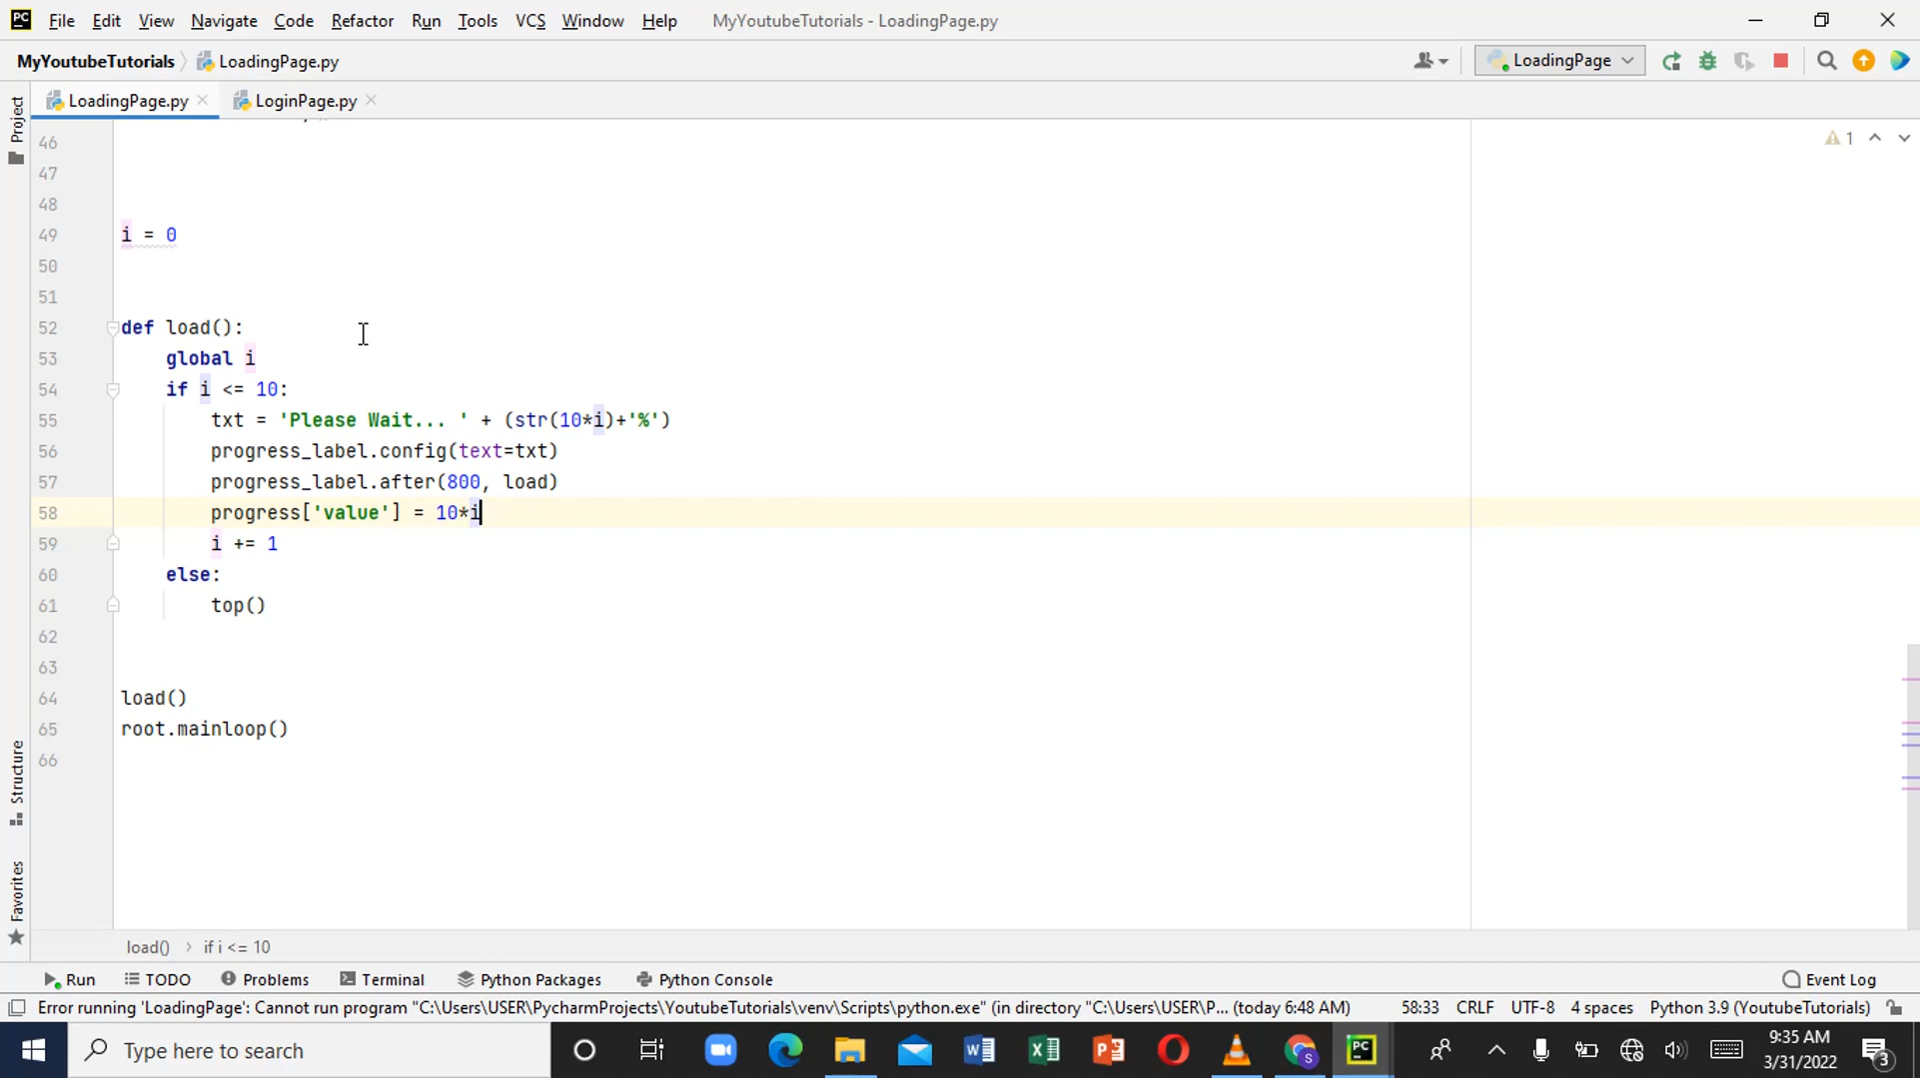 File Edit View Navigate Code Refactor Run Tools VCS Window Help MyYoutubeTutorials - LoadingPage.py
MyYoutubeTutorials LoadingPage.py LoadingPage
LoadingPage.py LoginPage.py
Project
46
1
47
48
49 i = 0
50
51
52 def load():
53 global i
54 if i <= 10:
55 txt = 'Please Wait... ' + (str(10*i)+'%')
56 progress_label.config(text=txt)
57 progress_label.after(800, load)
58 progress['value'] = 10*i
59 i += 1
60 else:
61 top()
62
63
64 load()
65 root.mainloop()
66
Structure
Favorites
load() › if i <= 10
Run TODO Problems Terminal Python Packages Python Console Event Log
Error running 'LoadingPage': Cannot run program "C:\Users\USER\PycharmProjects\YoutubeTutorials\venv\Scripts\python.exe" (in directory "C:\Users\USER\P... (today 6:48 AM) 58:33 CRLF UTF-8 4 spaces Python 3.9 (YoutubeTutorials)
Type here to search
9:35 AM
3/31/2022
3